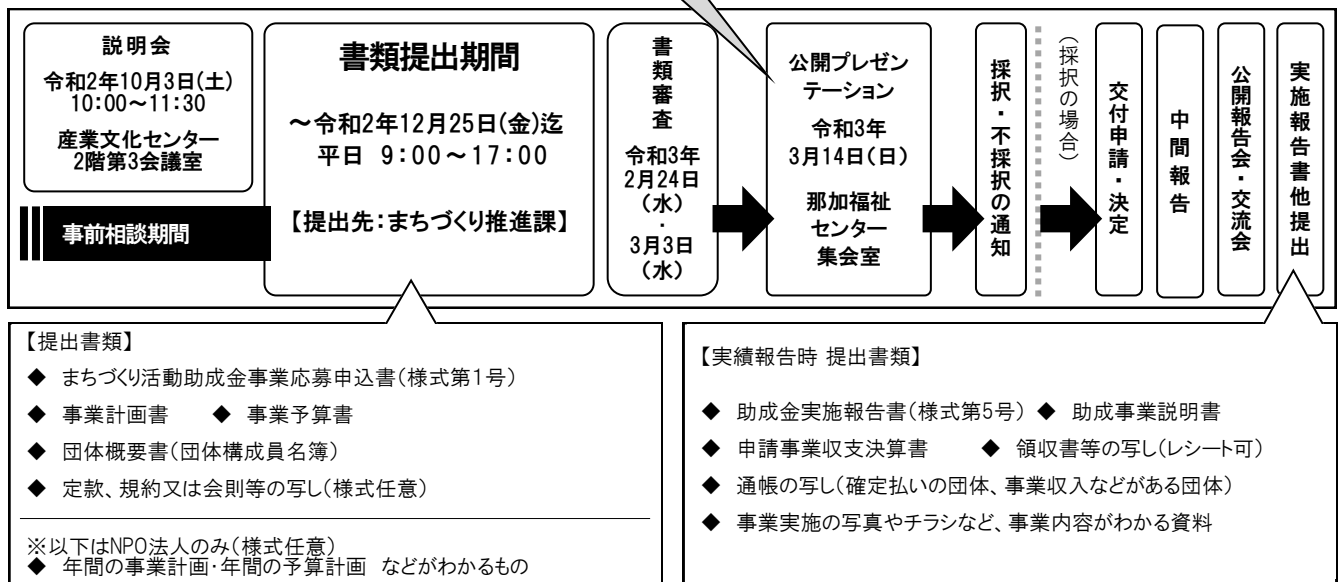 説明会
令和2年10月3日(土)
10:00～11:30
産業文化センター
2階第3会議室
事前相談期間
書類提出期間
～令和2年12月25日(金)迄
平日 9:00～17:00
【提出先:まちづくり推進課】
書類審査
令和3年
2月24日
(水)
・
3月3日
(水)
公開プレゼン
テーション
令和3年
3月14日(日)
那加福祉
センター
集会室
採択・不採択の通知
(採択の場合)
交付申請・決定
中間報告
公開報告会・交流会
実施報告書他提出
【提出書類】
◆ まちづくり活動助成金事業応募申込書(様式第1号)
◆ 事業計画書 ◆ 事業予算書
◆ 団体概要書(団体構成員名簿)
◆ 定款、規約又は会則等の写し(様式任意)
※以下はNPO法人のみ(様式任意)
◆ 年間の事業計画・年間の予算計画 などがわかるもの
【実績報告時 提出書類】
◆ 助成金実施報告書(様式第5号) ◆ 助成事業説明書
◆ 申請事業収支決算書 ◆ 領収書等の写し(レシート可)
◆ 通帳の写し(確定払いの団体、事業収入などがある団体)
◆ 事業実施の写真やチラシなど、事業内容がわかる資料